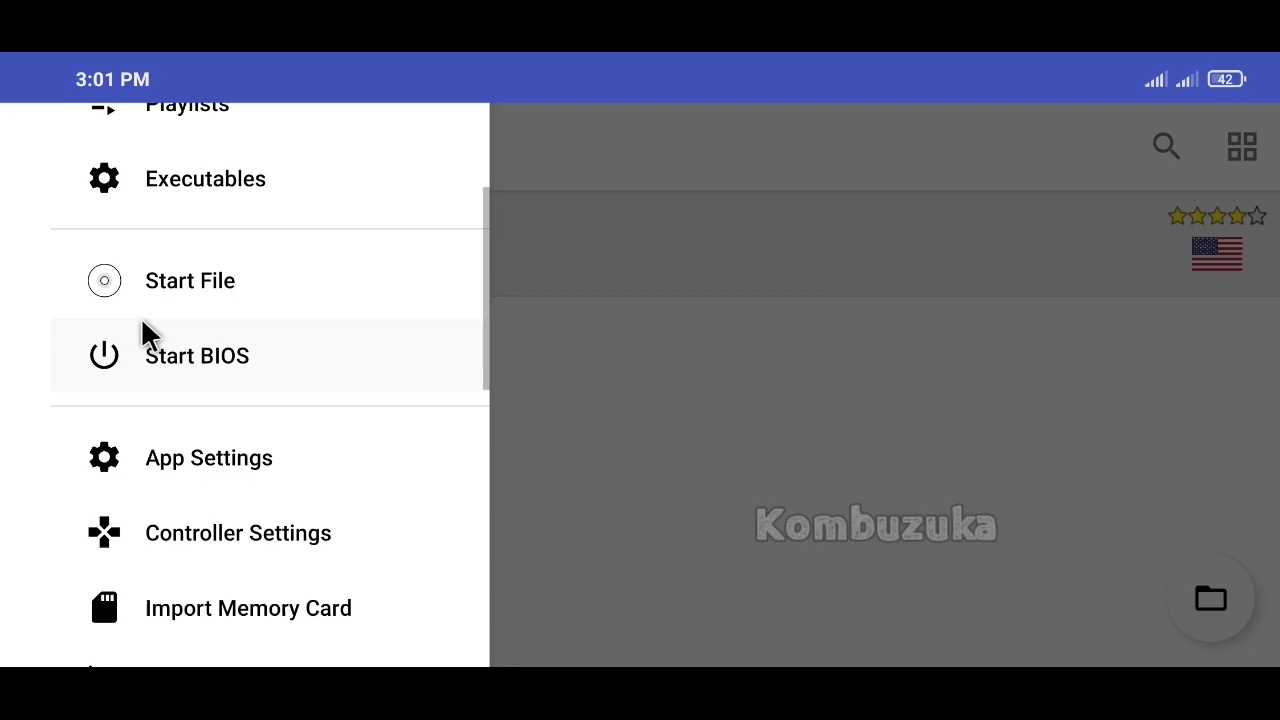 3:01 PM
42
Playlists
Executables
Start File
Start BIOS
App Settings
Controller Settings
Import Memory Card
Kombuzuka